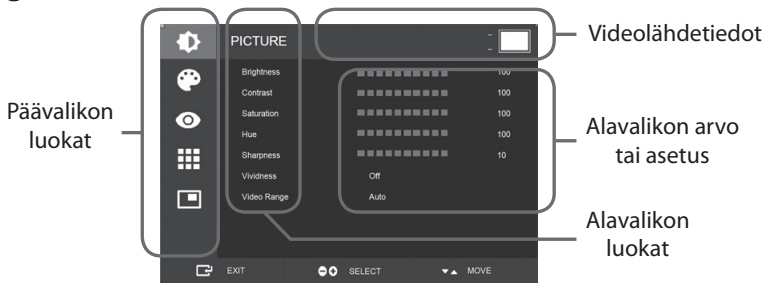 Videolähdetiedot
PICTURE
Brightness 100
Contrast 100
Saturation 100
Hue 100
Sharpness 10
Vividness Off
Video Range Auto
EXIT SELECT MOVE
Päävalikon
luokat
Alavalikon arvo
tai asetus
Alavalikon
luokat